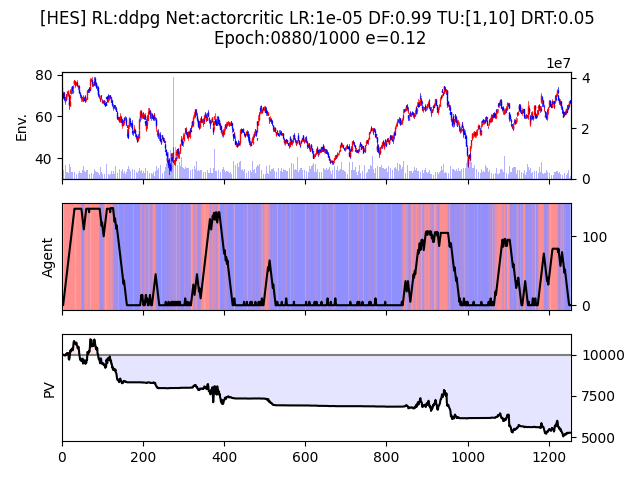 [HES] RL:ddpg Net:actorcritic LR:1e-05 DF:0.99 TU:[1,10] DRT:0.05
Epoch:0880/1000 e=0.12
1e7
80
60
40
Env.
4
2
0
Agent
100
0
PV
10000
7500
5000
0 200 400 600 800 1000 1200